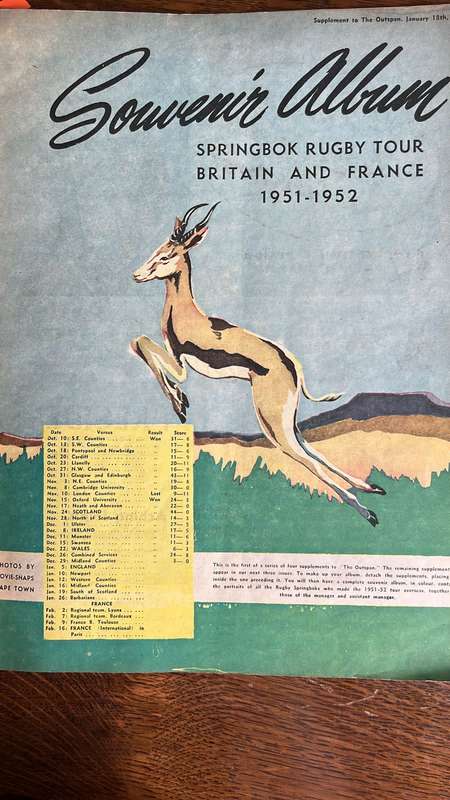 Supplement to The Outspan, January 18th,
Souvenir Album
SPRINGBOK RUGBY TOUR
BRITAIN AND FRANCE
1951-1952
Date Versus Result Score
Oct. 10: S.E. Counties Won 31— 6
Oct. 13: S.W. Counties 17— 8
Oct. 18: Pontypool and Newbridge 15— 6
Oct. 20: Cardiff 11— 9
Oct. 23: Llanelly 20—11
Oct. 27: N.W. Counties 16— 9
Oct. 31: Glasgow and Edinburgh 43—11
Nov. 3: N.E. Counties 19— 8
Nov. 8: Cambridge University 30— 0
Nov. 10: London Counties Lost 9—11
Nov. 15: Oxford University Won 24— 3
Nov. 17: Neath and Aberavon 22— 0
Nov. 24: SCOTLAND 44— 0
Nov. 28: North of Scotland 14— 3
Dec. 1: Ulster 27— 5
Dec. 8: IRELAND 17— 5
Dec. 11: Munster 11— 6
Dec. 15: Swansea 11— 3
Dec. 22: WALES 6— 3
Dec. 26: Combined Services 24— 8
Dec. 29: Midland Counties 3— 0
5: ENGLAND
Jan. 10: Newport
Jan. 12: Western Counties
Jan. 16: Midland Counties
Jan. 19: South of Scotland
Jan. 26: Barbarians
FRANCE
Feb. 2: Regional team, Lyons
Feb. 7: Regional team, Bordeaux
Feb. 9: France B, Toulouse
Feb. 16: FRANCE (International) in
Paris
PHOTOS BY
MOVIE-SNAPS
CAPE TOWN
This is the first of a series of four supplements to "The Outspan." The remaining supplement
appear in our next three issues. To make up your album, detach the supplements, placing
inside the one preceding it. You will then have a complete souvenir album, in colour, cont
the portraits of all the Rugby Springboks who made the 1951-52 tour overseas, together
those of the manager and assistant manager.